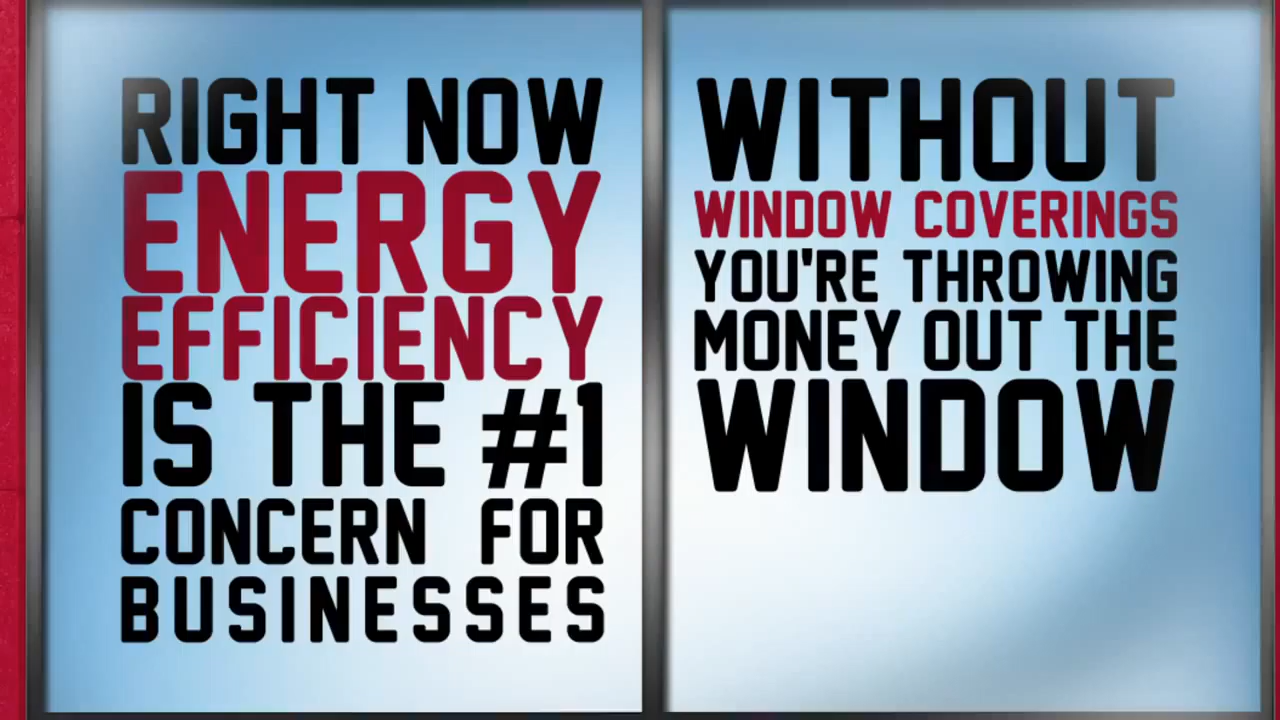 RIGHT NOW
ENERGY
EFFICIENCY
IS THE #1
CONCERN FOR
BUSINESSES
WITHOUT
WINDOW COVERINGS
YOU'RE THROWING
MONEY OUT THE
WINDOW